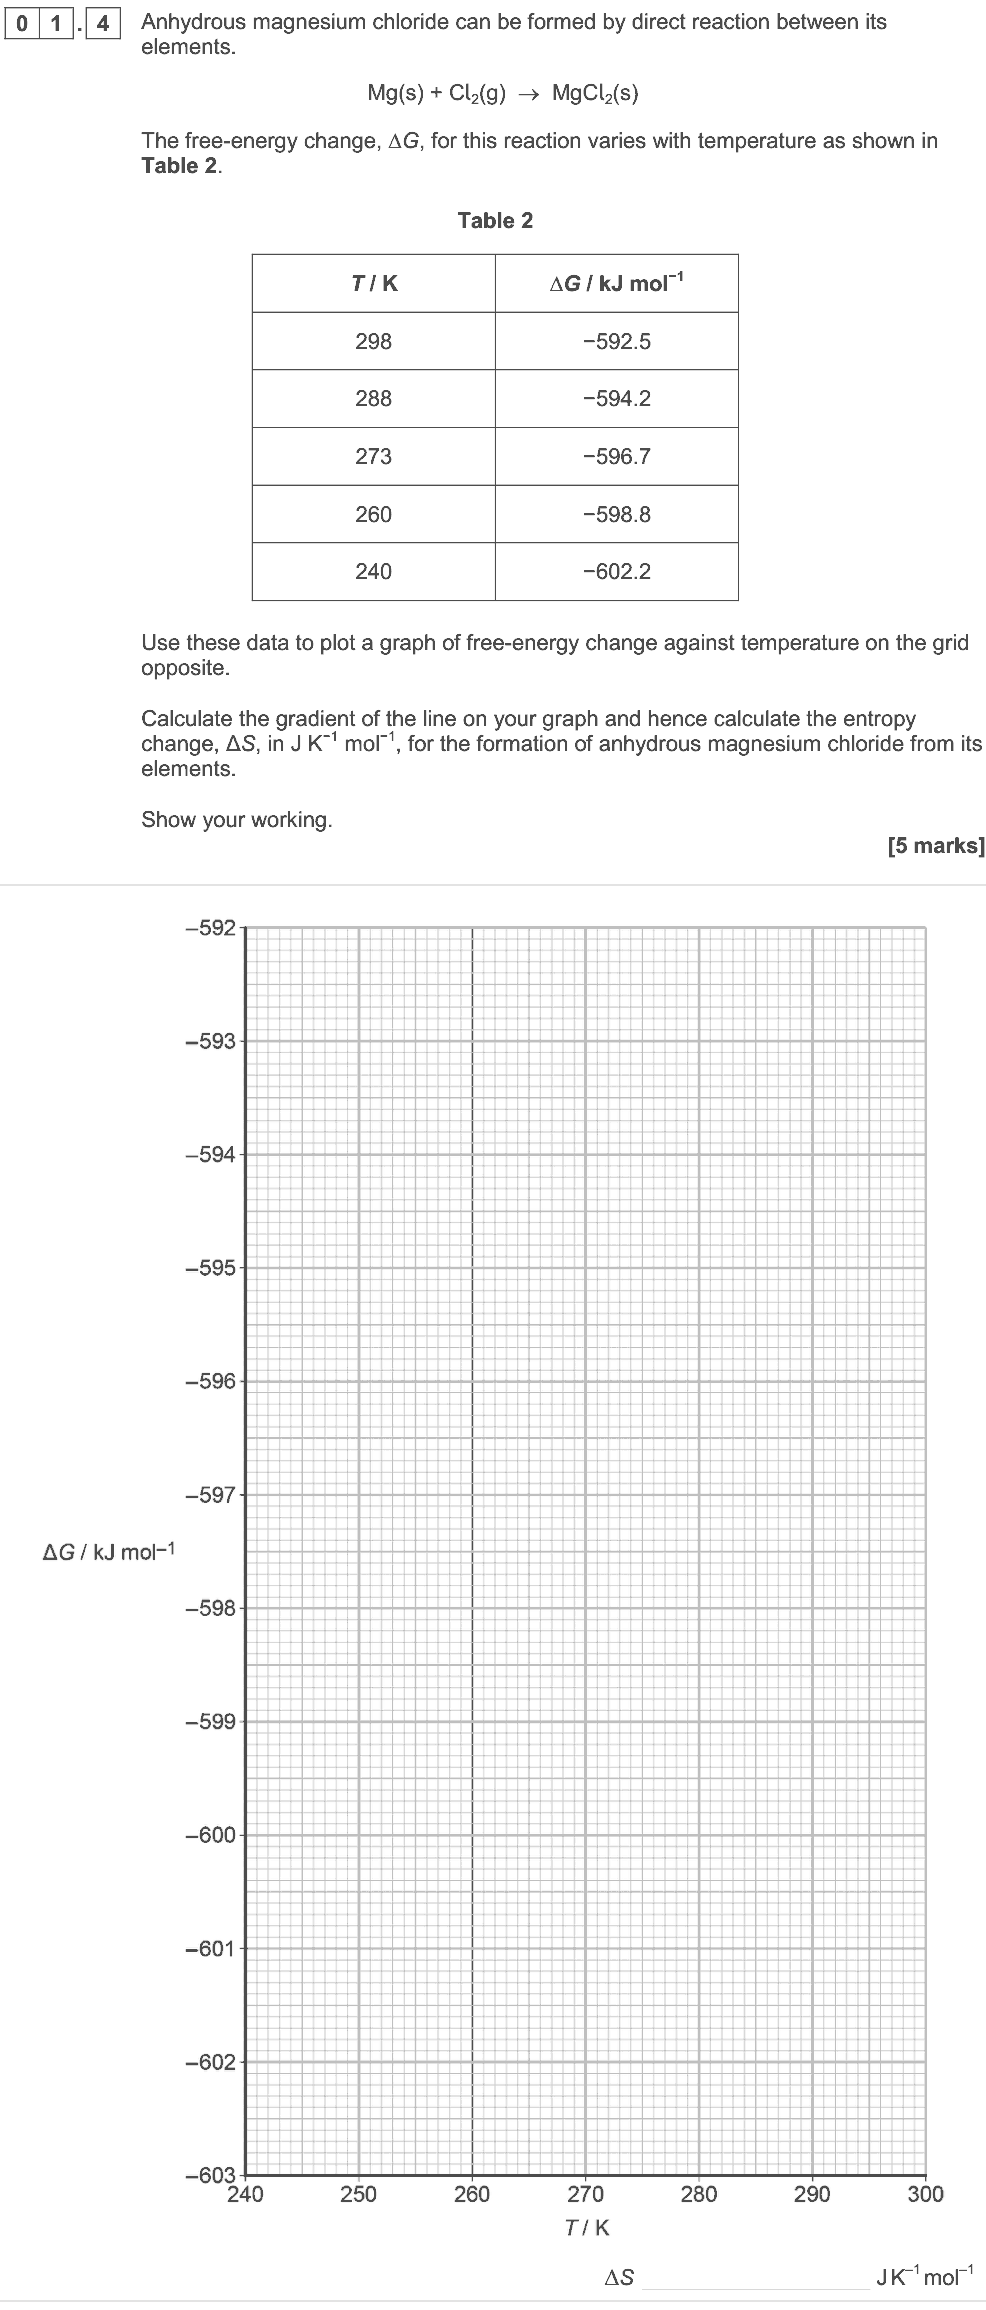 0 1 . 4 Anhydrous magnesium chloride can be formed by direct reaction between its
elements.
Mg(s) + Cl₂(g) → MgCl₂(s)
The free-energy change, ΔG, for this reaction varies with temperature as shown in
Table 2.
Table 2
T / K ΔG / kJ mol⁻¹
298 −592.5
288 −594.2
273 −596.7
260 −598.8
240 −602.2
Use these data to plot a graph of free-energy change against temperature on the grid
opposite.
Calculate the gradient of the line on your graph and hence calculate the entropy
change, ΔS, in J K⁻¹ mol⁻¹, for the formation of anhydrous magnesium chloride from its
elements.
Show your working.
[5 marks]
–592
–593
–594
–595
–596
–597
ΔG / kJ mol–1
–598
–599
–600
–601
–602
–603
240 250 260 270 280 290 300
T / K
ΔS J K⁻¹ mol⁻¹